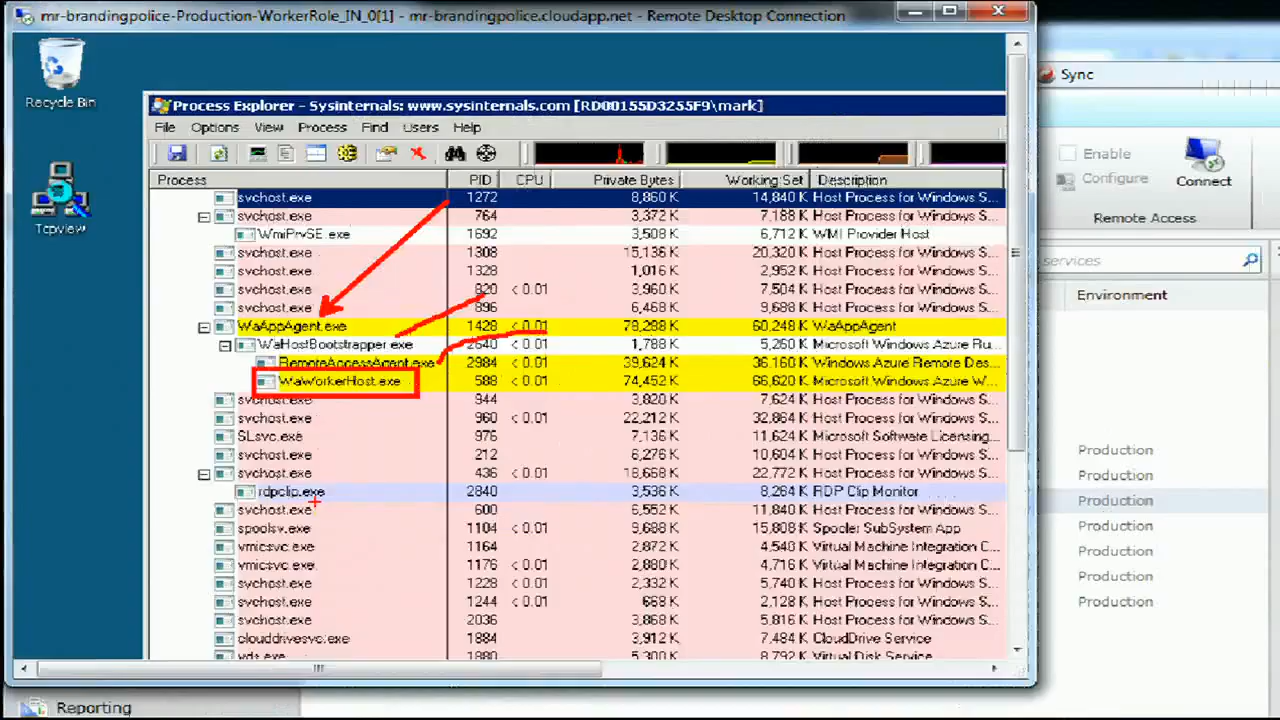 mr-brandingpolice-Production-WorkerRole_IN_0[1] - mr-brandingpolice.cloudapp.net - Remote Desktop Connection
Recycle Bin
Sync
Process Explorer - Sysinternals: www.sysinternals.com [RD00155D3255F9\mark]
File Options View Process Find Users Help
Enable
Configure
Connect
Remote Access
Tcpview
Process PID CPU Private Bytes Working Set Description
svchost.exe 1272 8,860 K 14,840 K Host Process for Windows S...
svchost.exe 764 3,372 K 7,188 K Host Process for Windows S...
WmiPrvSE.exe 1692 3,508 K 6,712 K WMI Provider Host
svchost.exe 1308 15,136 K 20,320 K Host Process for Windows S...
services
svchost.exe 1328 1,016 K 2,952 K Host Process for Windows S...
svchost.exe 820 < 0.01 3,960 K 7,504 K Host Process for Windows S...
Environment
svchost.exe 896 6,468 K 9,688 K Host Process for Windows S...
WaAppAgent.exe 1428 < 0.01 78,288 K 60,248 K WaAppAgent
WaHostBootstrapper.exe 2640 < 0.01 1,788 K 5,260 K Microsoft Windows Azure Ru...
RemoteAccessAgent.exe 2984 < 0.01 39,624 K 36,160 K Windows Azure Remote Des...
WaWorkerHost.exe 588 < 0.01 74,452 K 66,620 K Microsoft Windows Azure W...
svchost.exe 944 3,820 K 7,624 K Host Process for Windows S...
svchost.exe 960 < 0.01 22,212 K 32,864 K Host Process for Windows S...
SLsvc.exe 976 7,136 K 11,624 K Microsoft Software Licensing...
Production
svchost.exe 212 6,276 K 10,604 K Host Process for Windows S...
svchost.exe 436 < 0.01 16,668 K 22,772 K Host Process for Windows S...
Production
rdpclip.exe 2840 3,536 K 8,264 K RDP Clip Monitor
Production
svchost.exe 600 6,552 K 11,840 K Host Process for Windows S...
spoolsv.exe 1104 < 0.01 9,688 K 15,808 K Spooler SubSystem App
Production
vmicsvc.exe 1164 2,872 K 4,540 K Virtual Machine Integration C...
Production
vmicsvc.exe 1176 < 0.01 2,880 K 4,716 K Virtual Machine Integration C...
Production
svchost.exe 1228 < 0.01 2,332 K 5,740 K Host Process for Windows S...
svchost.exe 1244 < 0.01 668 K 2,128 K Host Process for Windows S...
Production
svchost.exe 2036 3,868 K 5,816 K Host Process for Windows S...
clouddrivesvc.exe 1884 3,912 K 7,484 K CloudDrive Service
vds.exe 1880 5,300 K 8,792 K Virtual Disk Service
Reporting